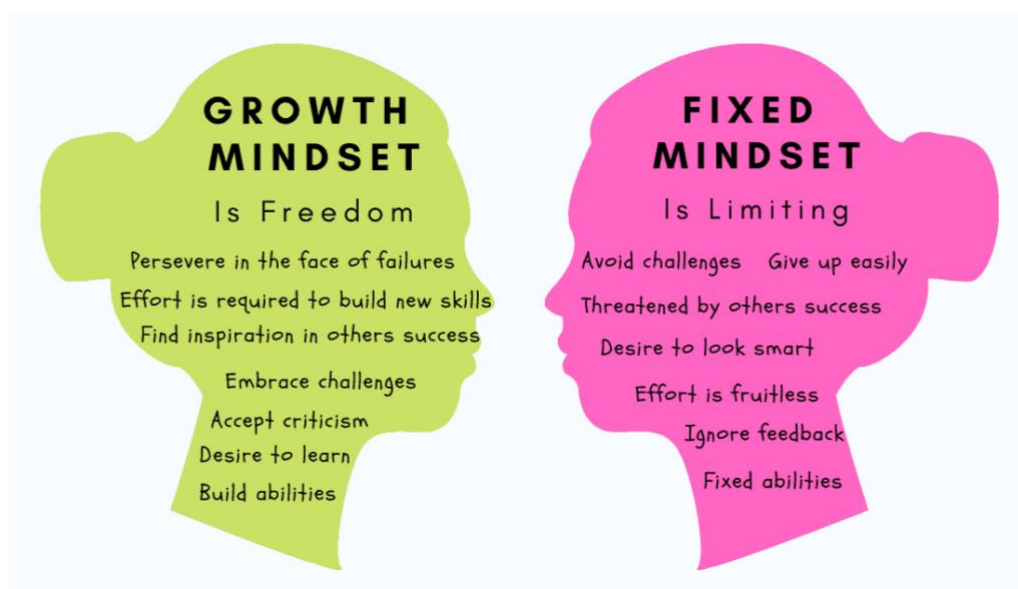 GROWTH
MINDSET
Is Freedom
Persevere in the face of failures
Effort is required to build new skills
Find inspiration in others success
Embrace challenges
Accept criticism
Desire to learn
Build abilities
FIXED
MINDSET
Is Limiting
Avoid challenges Give up easily
Threatened by others success
Desire to look smart
Effort is fruitless
Ignore feedback
Fixed abilities